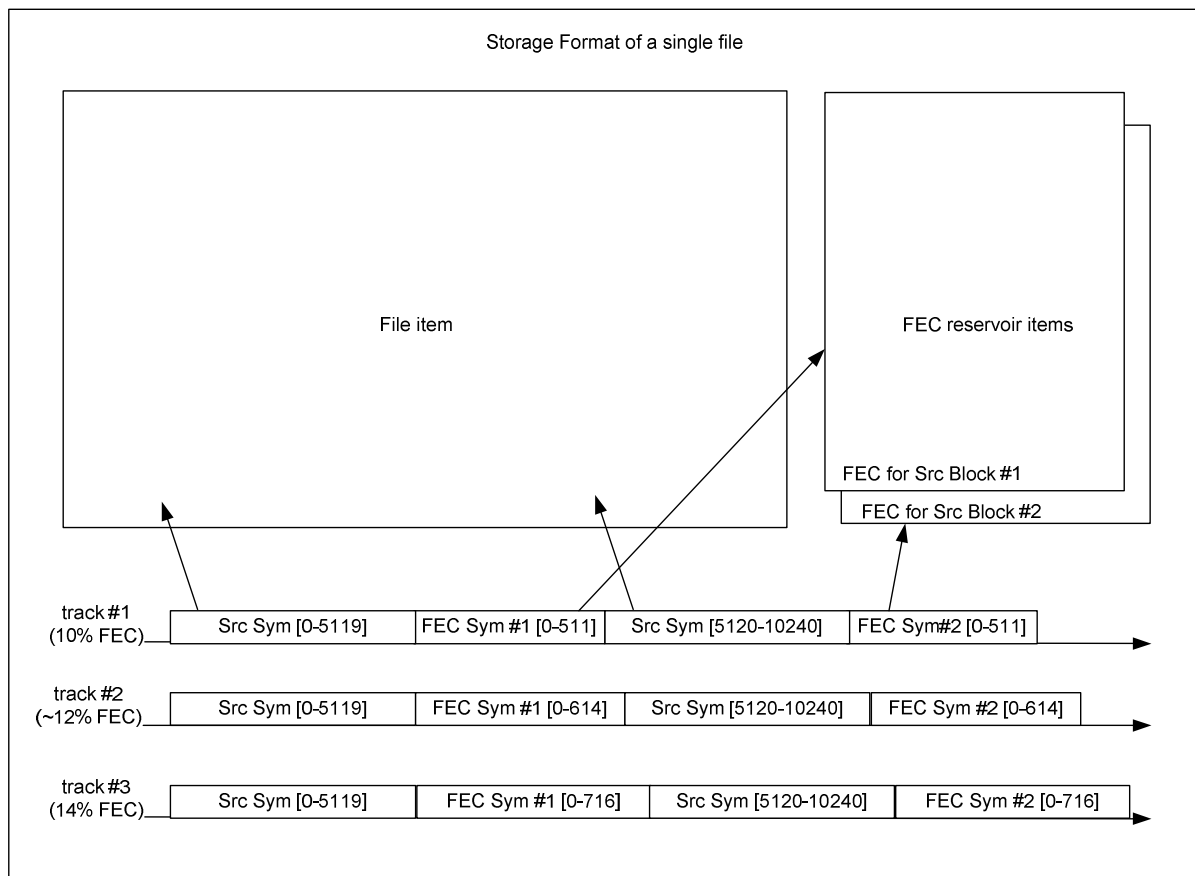 Storage Format of a single file
File item
FEC reservoir items
FEC for Src Block #1
FEC for Src Block #2
track #1
(10% FEC)
Src Sym [0-5119]
FEC Sym #1 [0-511]
Src Sym [5120-10240]
FEC Sym#2 [0-511]
track #2
(~12% FEC)
Src Sym [0-5119]
FEC Sym #1 [0-614]
Src Sym [5120-10240]
FEC Sym #2 [0-614]
track #3
(14% FEC)
Src Sym [0-5119]
FEC Sym #1 [0-716]
Src Sym [5120-10240]
FEC Sym #2 [0-716]